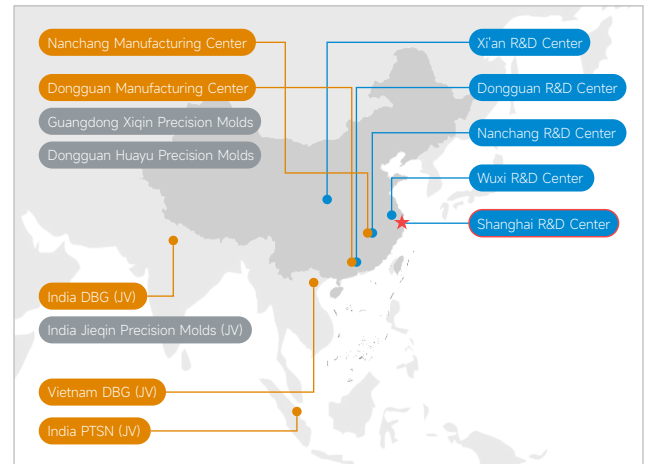 Nanchang Manufacturing Center
Dongguan Manufacturing Center
Guangdong Xiqin Precision Molds
Dongguan Huayu Precision Molds
India DBG (JV)
India Jieqin Precision Molds (JV)
Vietnam DBG (JV)
India PTSN (JV)
Xi'an R&D Center
Dongguan R&D Center
Nanchang R&D Center
Wuxi R&D Center
Shanghai R&D Center